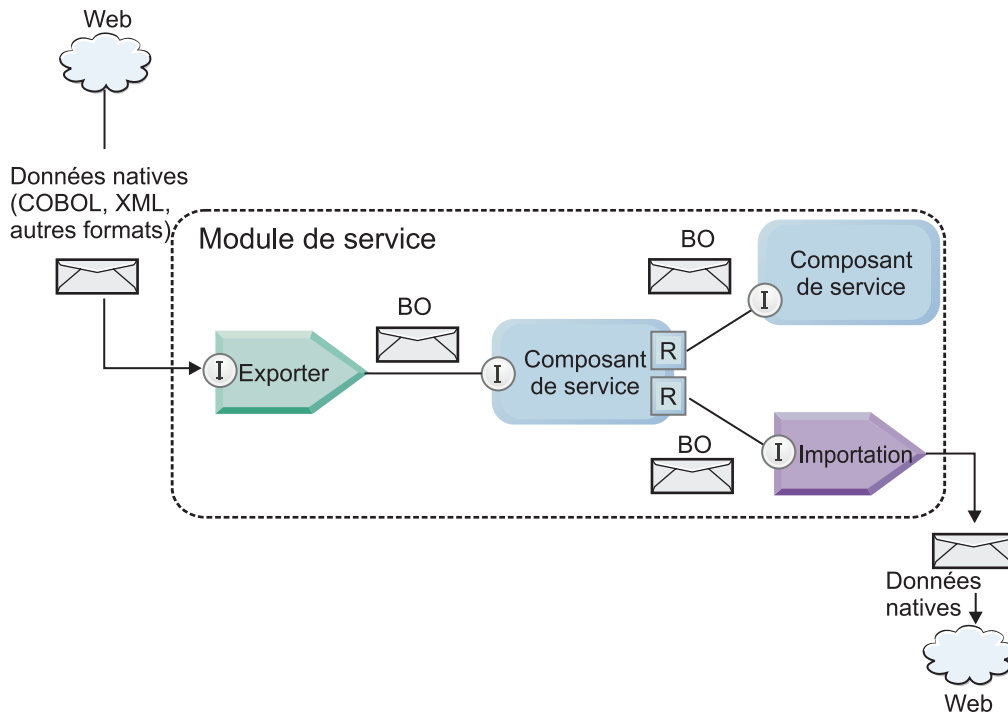 Web
Données natives
(COBOL, XML,
autres formats)
Module de service
BO
I
Exporter
BO
I
Composant
de service
R
R
BO
I
Composant
de service
I
Importation
Données
natives
Web